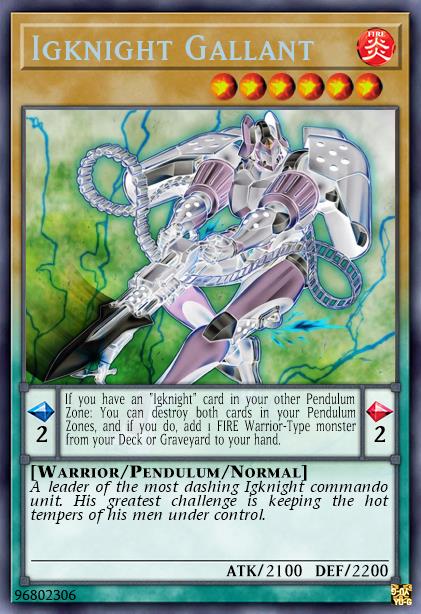 Igknight Gallant
FIRE
炎
If you have an "Igknight" card in your other Pendulum
Zone: You can destroy both cards in your Pendulum
Zones, and if you do, add 1 FIRE Warrior-Type monster
from your Deck or Graveyard to your hand.
2
2
[Warrior/Pendulum/Normal]
A leader of the most dashing Igknight commando
unit. His greatest challenge is keeping the hot
tempers of his men under control.
ATK/2100 DEF/2200
96802306